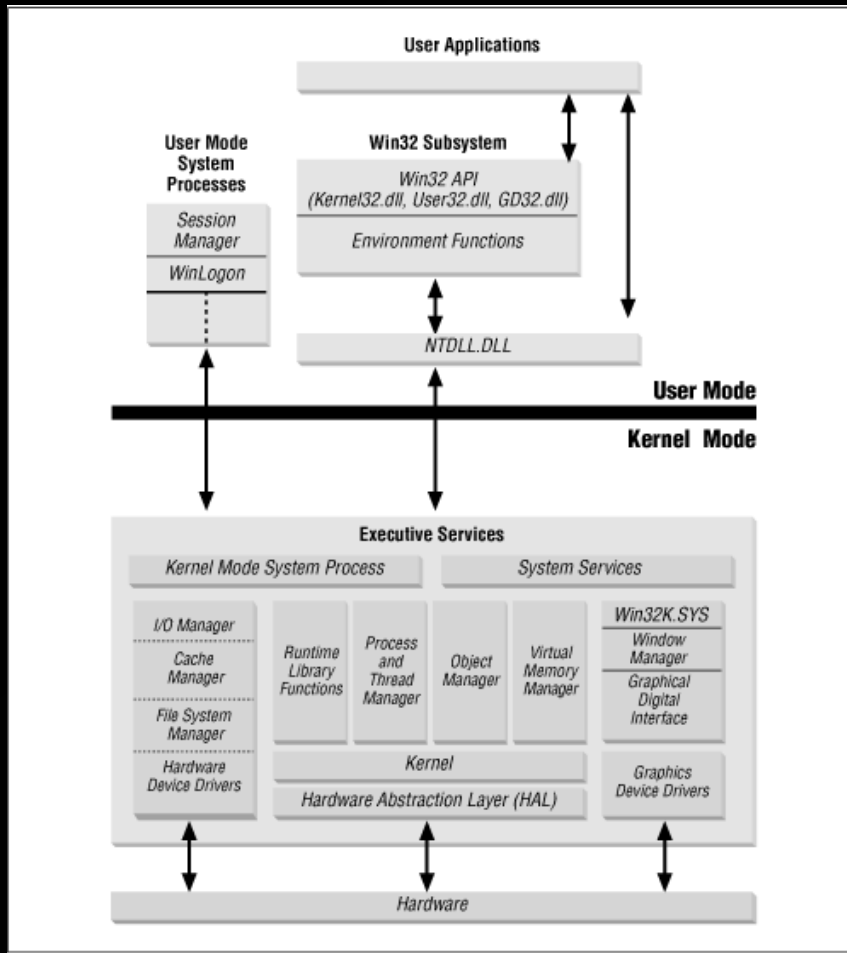 User Applications
User Mode
System
Processes
Win32 Subsystem
Win32 API
(Kernel32.dll, User32.dll, GD32.dll)
Environment Functions
Session
Manager
WinLogon
NTDLL.DLL
User Mode
Kernel Mode
Executive Services
Kernel Mode System Process
System Services
I/O Manager
Cache
Manager
File System
Manager
Hardware
Device Drivers
Runtime
Library
Functions
Process
and
Thread
Manager
Object
Manager
Virtual
Memory
Manager
Win32K.SYS
Window
Manager
Graphical
Digital
Interface
Kernel
Hardware Abstraction Layer (HAL)
Graphics
Device Drivers
Hardware